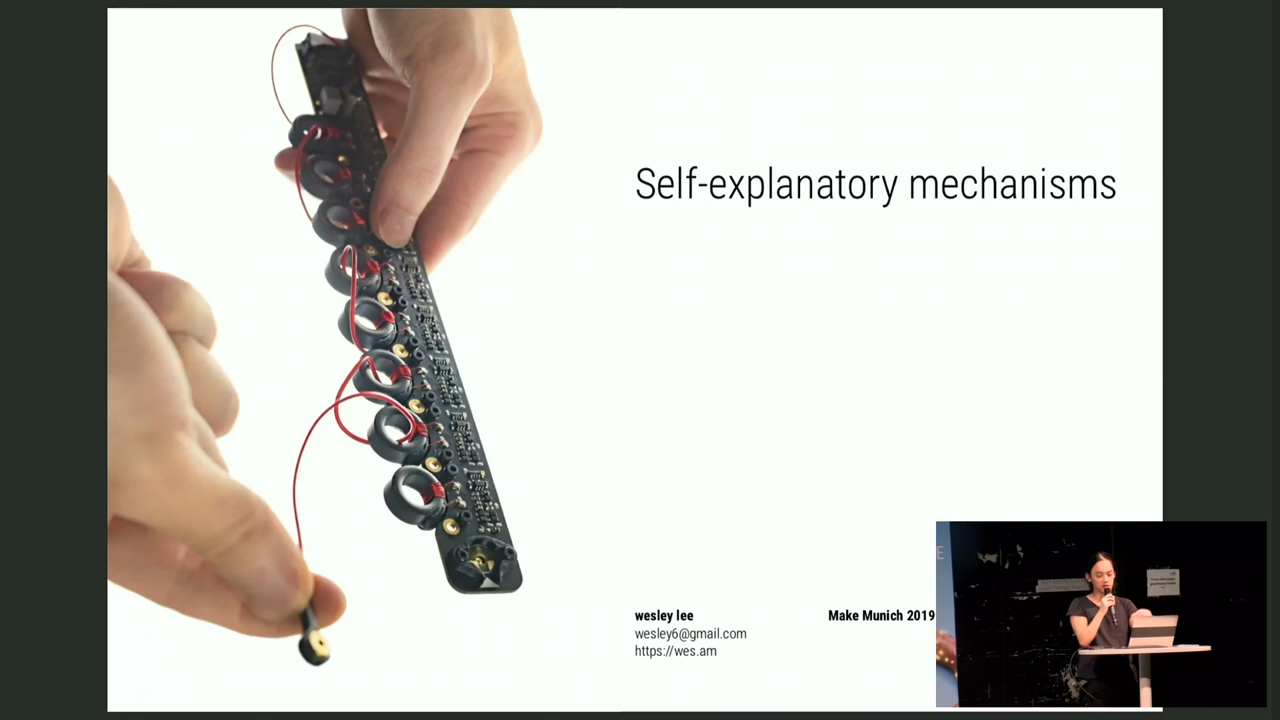 Self-explanatory mechanisms
wesley lee
wesley6@gmail.com
https://wes.am
Make Munich 2019